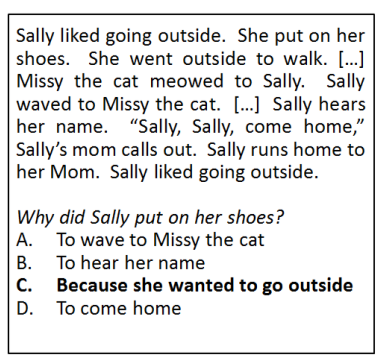 Sally liked going outside. She put on her
shoes. She went outside to walk. [...]
Missy the cat meowed to Sally. Sally
waved to Missy the cat. [...] Sally hears
her name. “Sally, Sally, come home,”
Sally’s mom calls out. Sally runs home to
her Mom. Sally liked going outside.
Why did Sally put on her shoes?
A. To wave to Missy the cat
B. To hear her name
C. Because she wanted to go outside
D. To come home